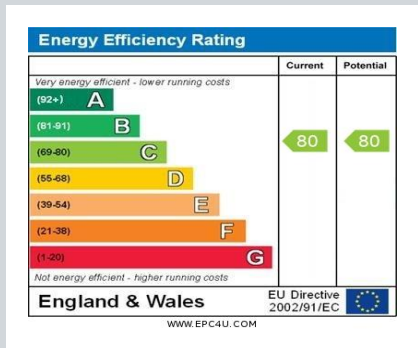 Energy Efficiency Rating
Current Potential
Very energy efficient - lower running costs
(92+) A
(81-91) B
(69-80) C
80 80
(55-68) D
(39-54) E
(21-38) F
(1-20) G
Not energy efficient - higher running costs
England & Wales
EU Directive
2002/91/EC
WWW.EPC4U.COM